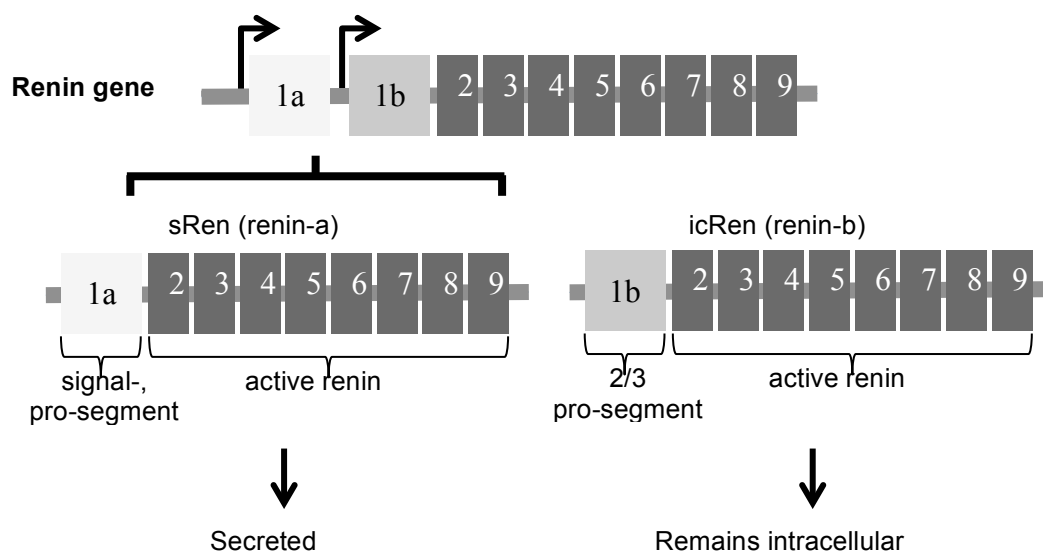 Renin gene
1a 1b 2 3 4 5 6 7 8 9
sRen (renin-a)
1a 2 3 4 5 6 7 8 9
signal-,
pro-segment
active renin
Secreted
icRen (renin-b)
1b 2 3 4 5 6 7 8 9
2/3
pro-segment
active renin
Remains intracellular